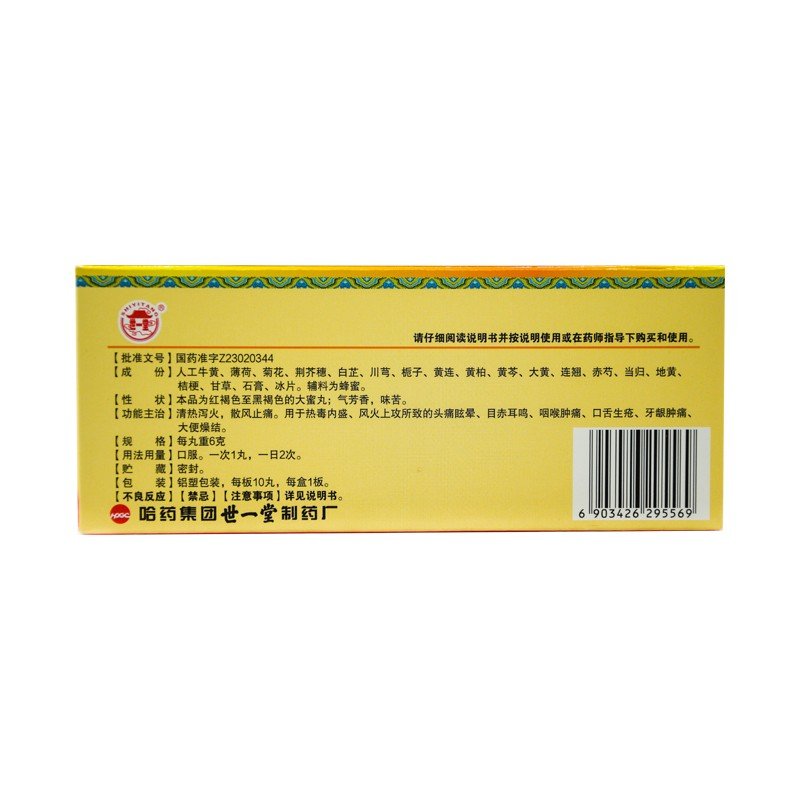 SHIYITANG
请仔细阅读说明书并按说明使用或在药师指导下购买和使用。
【批准文号】国药准字Z23020344
【成 份】人工牛黄、薄荷、菊花、荆芥穗、白芷、川芎、栀子、黄连、黄柏、黄芩、大黄、连翘、赤芍、当归、地黄、
桔梗、甘草、石膏、冰片。辅料为蜂蜜。
【性 状】本品为红褐色至黑褐色的大蜜丸；气芳香，味苦。
【功能主治】清热泻火，散风止痛。用于热毒内盛、风火上攻所致的头痛眩晕、目赤耳鸣、咽喉肿痛、口舌生疮、牙龈肿痛、
大便燥结。
【规 格】每丸重6克
【用法用量】口服。一次1丸，一日2次。
【贮 藏】密封。
【包 装】铝塑包装，每板10丸，每盒1板。
【不良反应】【禁忌】【注意事项】详见说明书。
HPGC 哈药集团世一堂制药厂
6 903426 295569